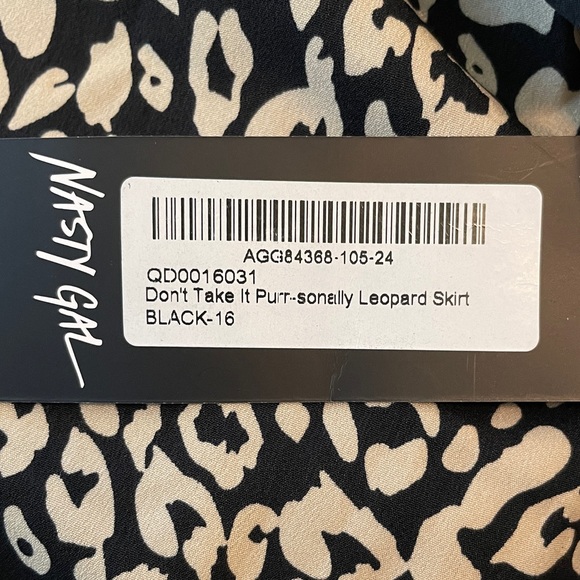 NASTY GAL
AGG84368-105-24
QD0016031
Don't Take It Purr-sonally Leopard Skirt
BLACK-16